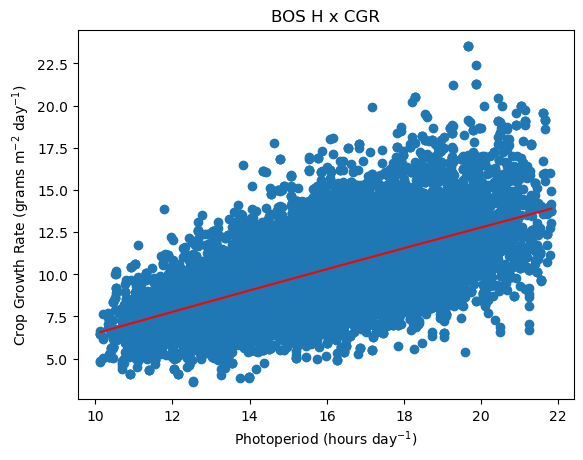 BOS H x CGR
Crop Growth Rate (grams m⁻² day⁻¹)
22.5
20.0
17.5
15.0
12.5
10.0
7.5
5.0
10 12 14 16 18 20 22
Photoperiod (hours day⁻¹)